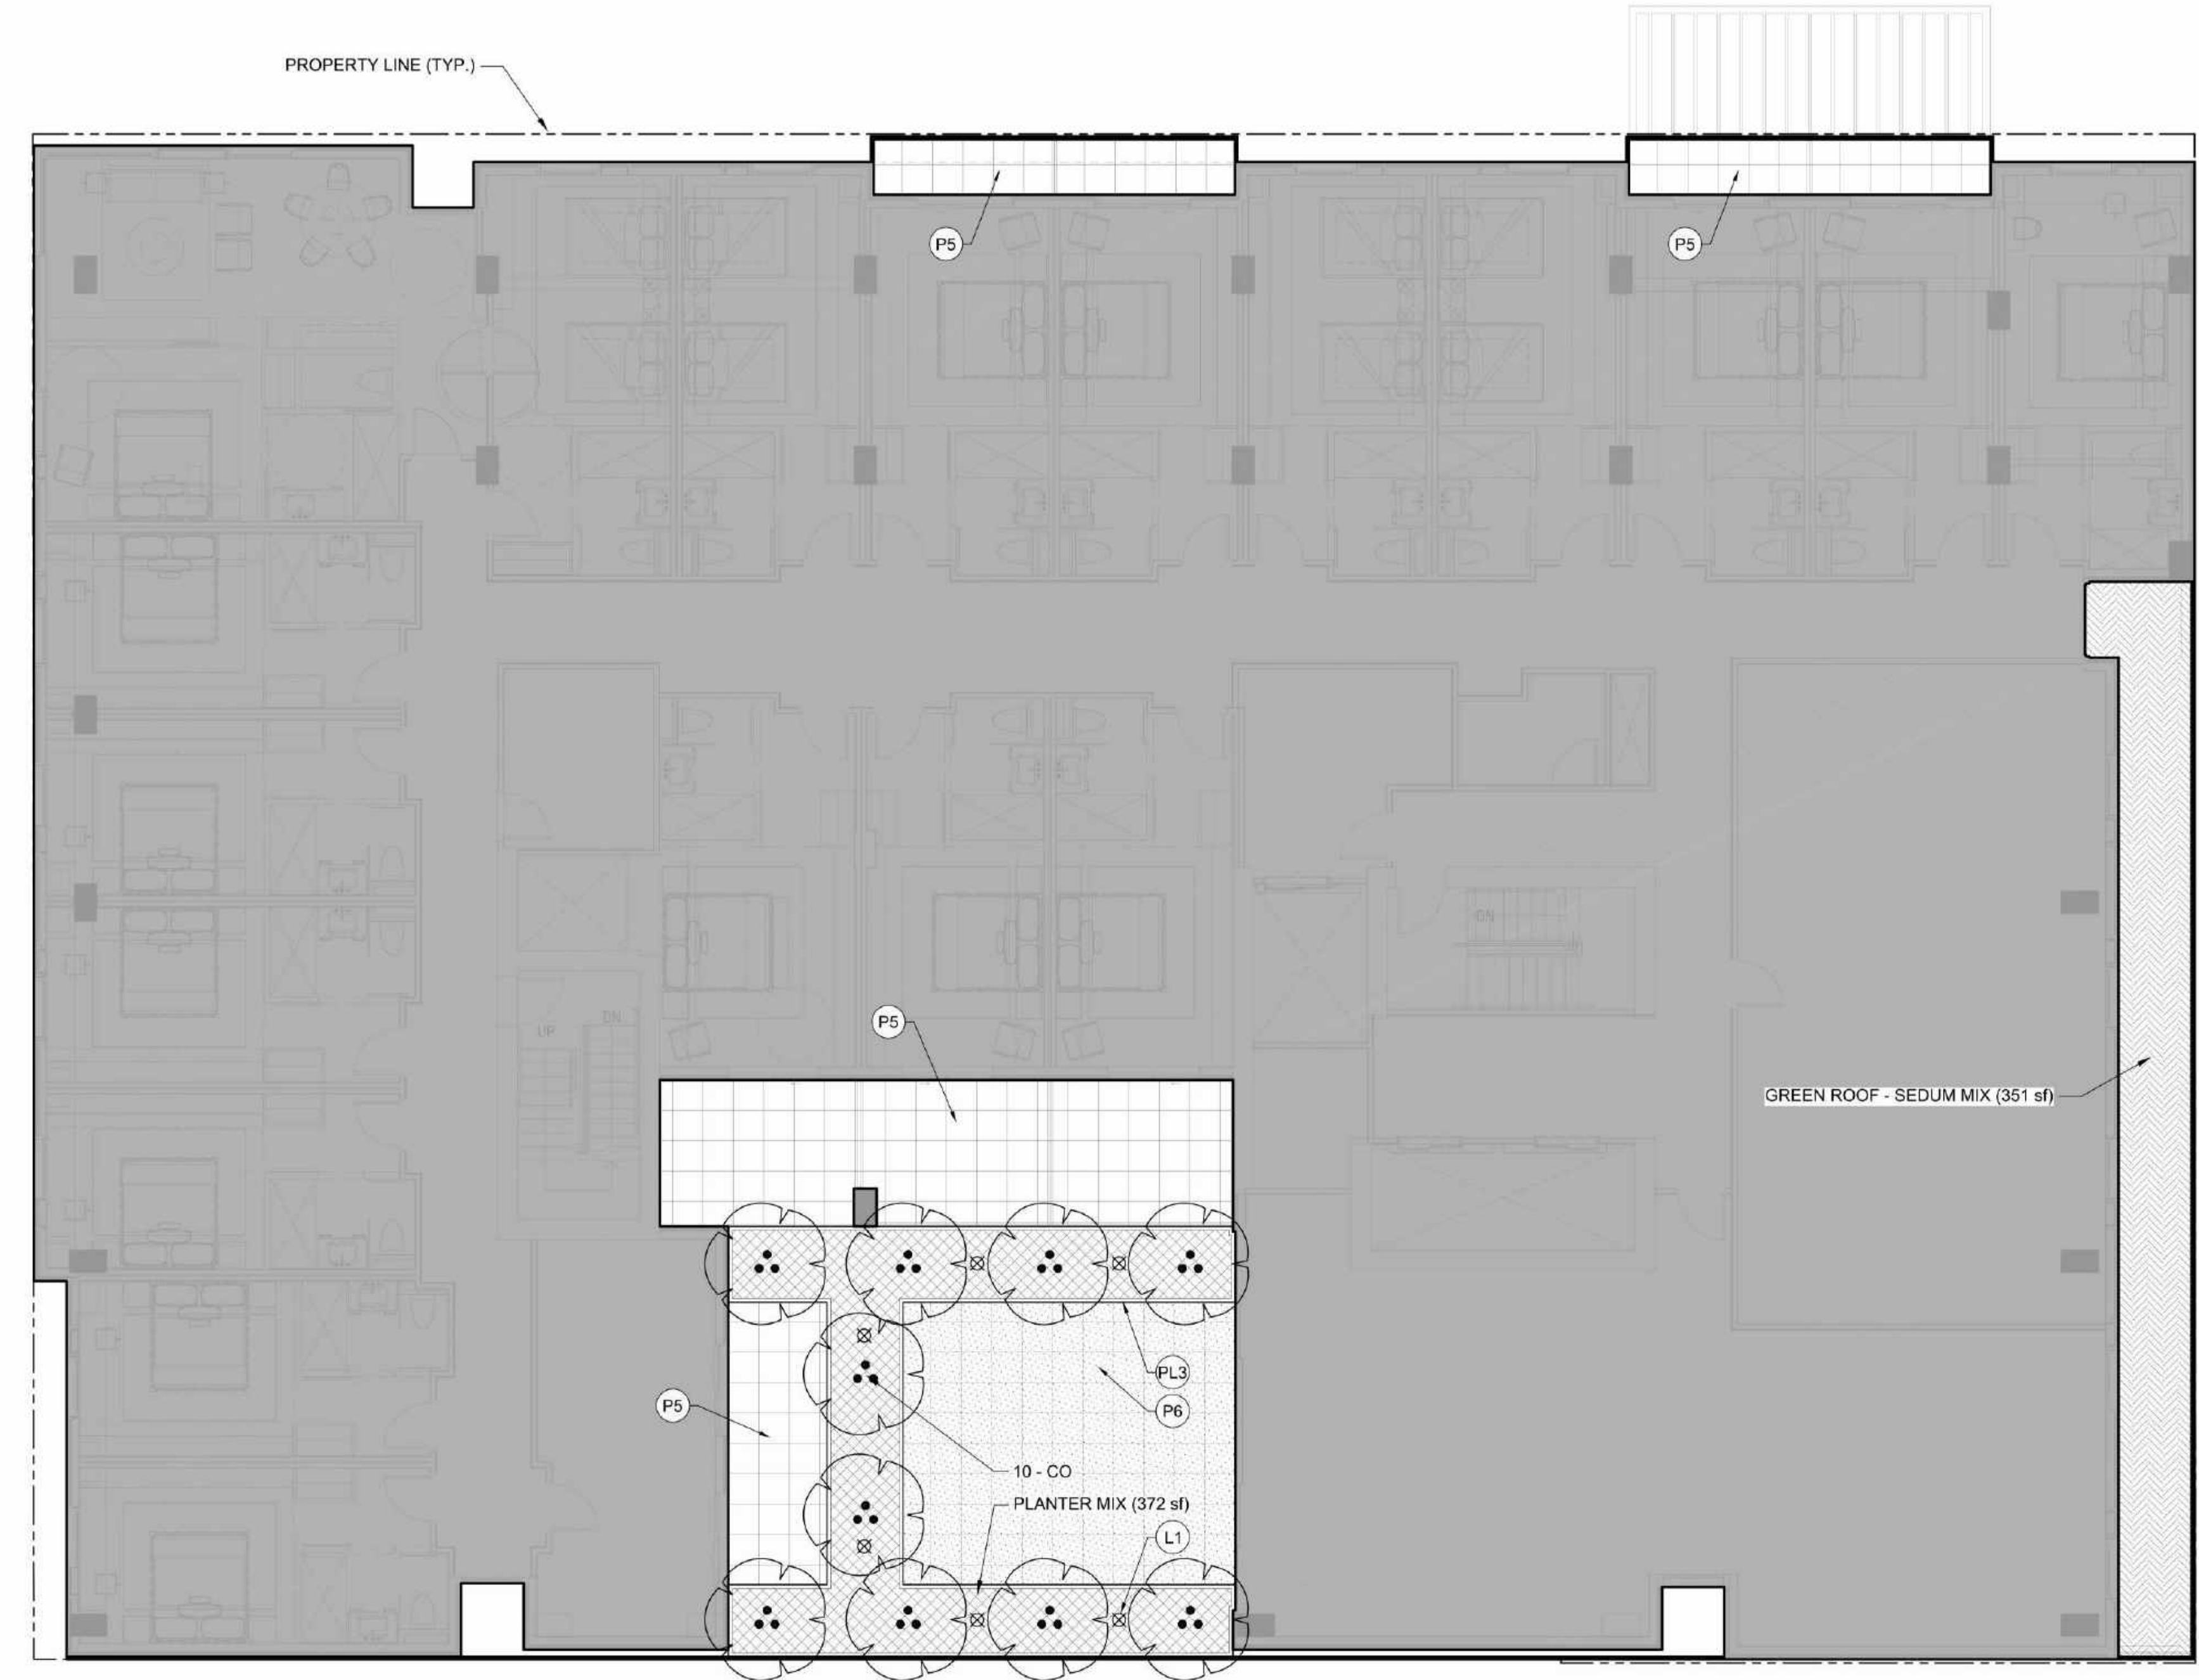 PROPERTY LINE (TYP.)
P5
P5
DN
P5
UP
DN
GREEN ROOF - SEDUM MIX (351 sf)
PL3
P5
P6
10 - CO
PLANTER MIX (372 sf)
L1